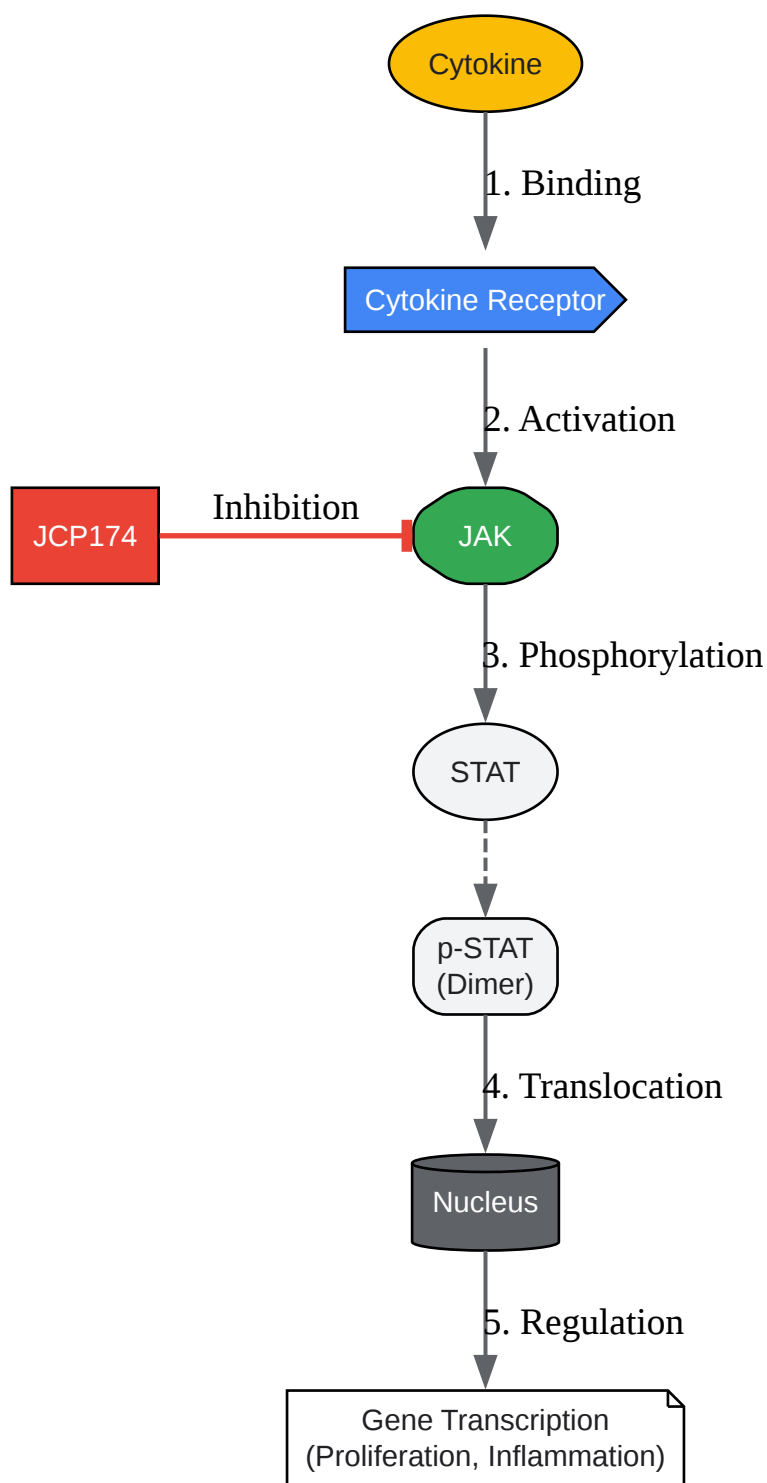 Cytokine
1. Binding
Cytokine Receptor
2. Activation
Inhibition
JCP174
JAK
3. Phosphorylation
STAT
p-STAT
(Dimer)
4. Translocation
Nucleus
5. Regulation
Gene Transcription
(Proliferation, Inflammation)